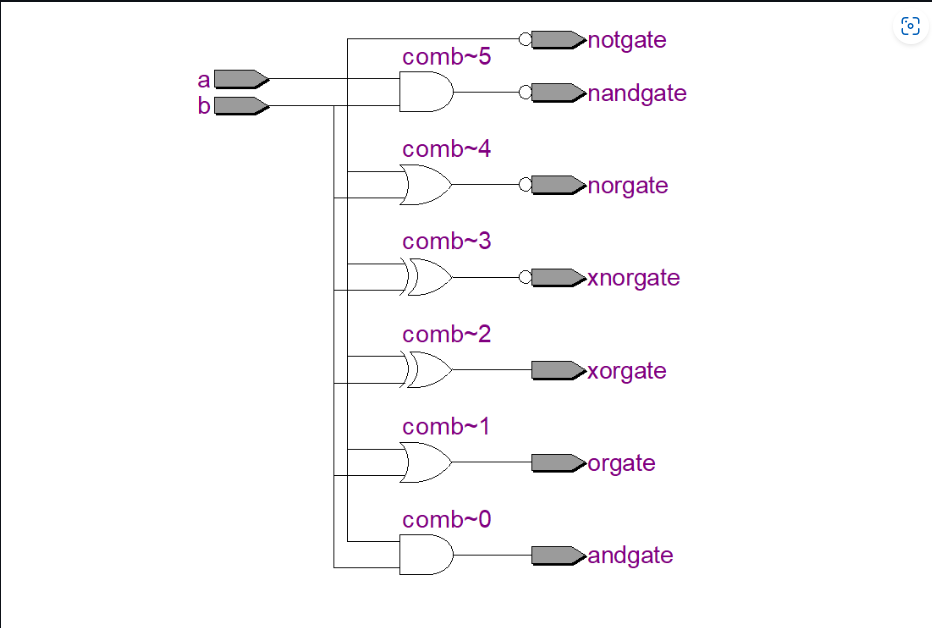 notgate
comb~5
a
nandgate
b
comb~4
norgate
comb~3
xnorgate
comb~2
xorgate
comb~1
orgate
comb~0
andgate